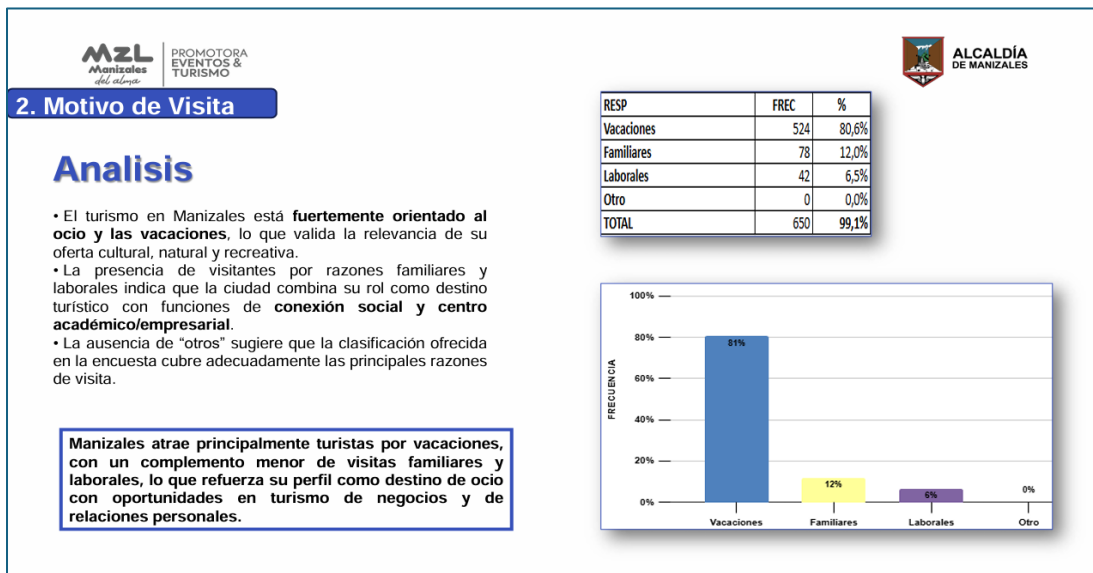 MZL
Manizales
del alma
PROMOTORA
EVENTOS &
TURISMO
ALCALDÍA
DE MANIZALES
2. Motivo de Visita
Analisis
• El turismo en Manizales está fuertemente orientado al
ocio y las vacaciones, lo que valida la relevancia de su
oferta cultural, natural y recreativa.
• La presencia de visitantes por razones familiares y
laborales indica que la ciudad combina su rol como destino
turístico con funciones de conexión social y centro
académico/empresarial.
• La ausencia de “otros” sugiere que la clasificación ofrecida
en la encuesta cubre adecuadamente las principales razones
de visita.
Manizales atrae principalmente turistas por vacaciones,
con un complemento menor de visitas familiares y
laborales, lo que refuerza su perfil como destino de ocio
con oportunidades en turismo de negocios y de
relaciones personales.
RESP FREC %
Vacaciones 524 80,6%
Familiares 78 12,0%
Laborales 42 6,5%
Otro 0 0,0%
TOTAL 650 99,1%
FRECUENCIA
100%
80%
60%
40%
20%
0%
81%
12%
6%
0%
Vacaciones Familiares Laborales Otro